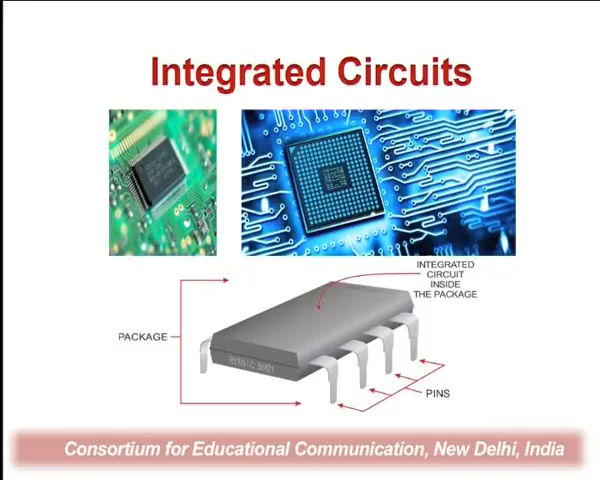 Integrated Circuits
INTEGRATED
CIRCUIT
INSIDE
THE PACKAGE
PACKAGE
PINS
Consortium for Educational Communication, New Delhi, India